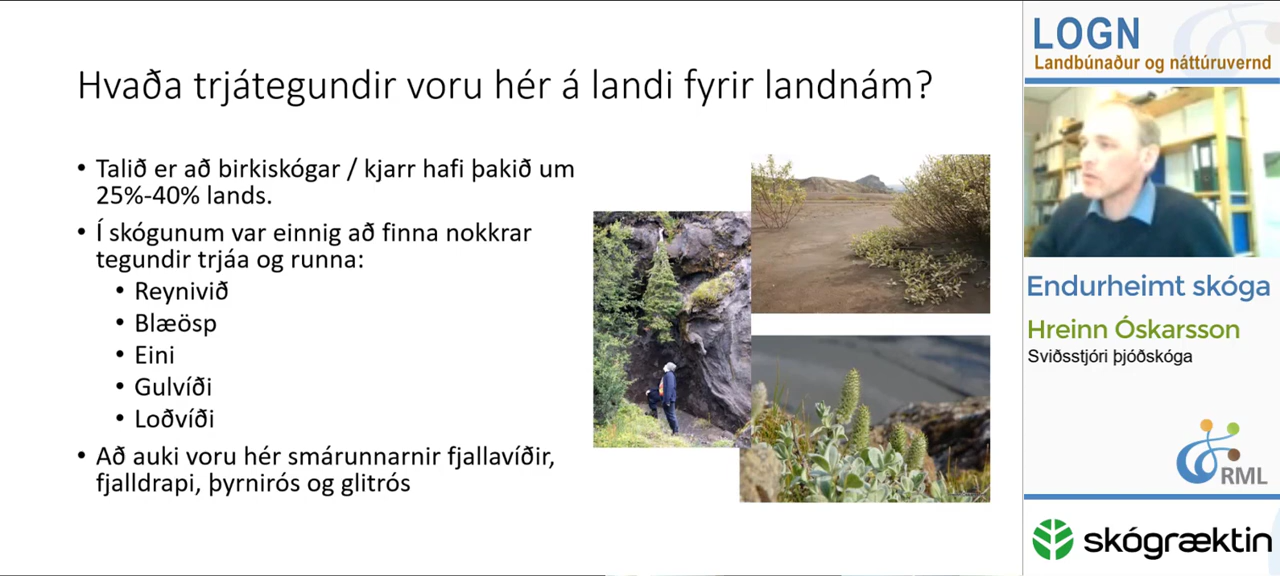 Hvaða trjátegundir voru hér á landi fyrir landnám?
• Talið er að birkiskógar / kjarr hafi þakið um
25%-40% lands.
• Í skógunum var einnig að finna nokkrar
tegundir trjáa og runna:
• Reynivið
• Blæösp
• Eini
• Gulvíði
• Loðvíði
• Að auki voru hér smárunnarnir fjallavíðir,
fjalldrapi, þyrnirós og glitrós
LOGN
Landbúnaður og náttúruvernd
Endurheimt skóga
Hreinn Óskarsson
Sviðsstjóri þjóðskóga
RML
skógræktin